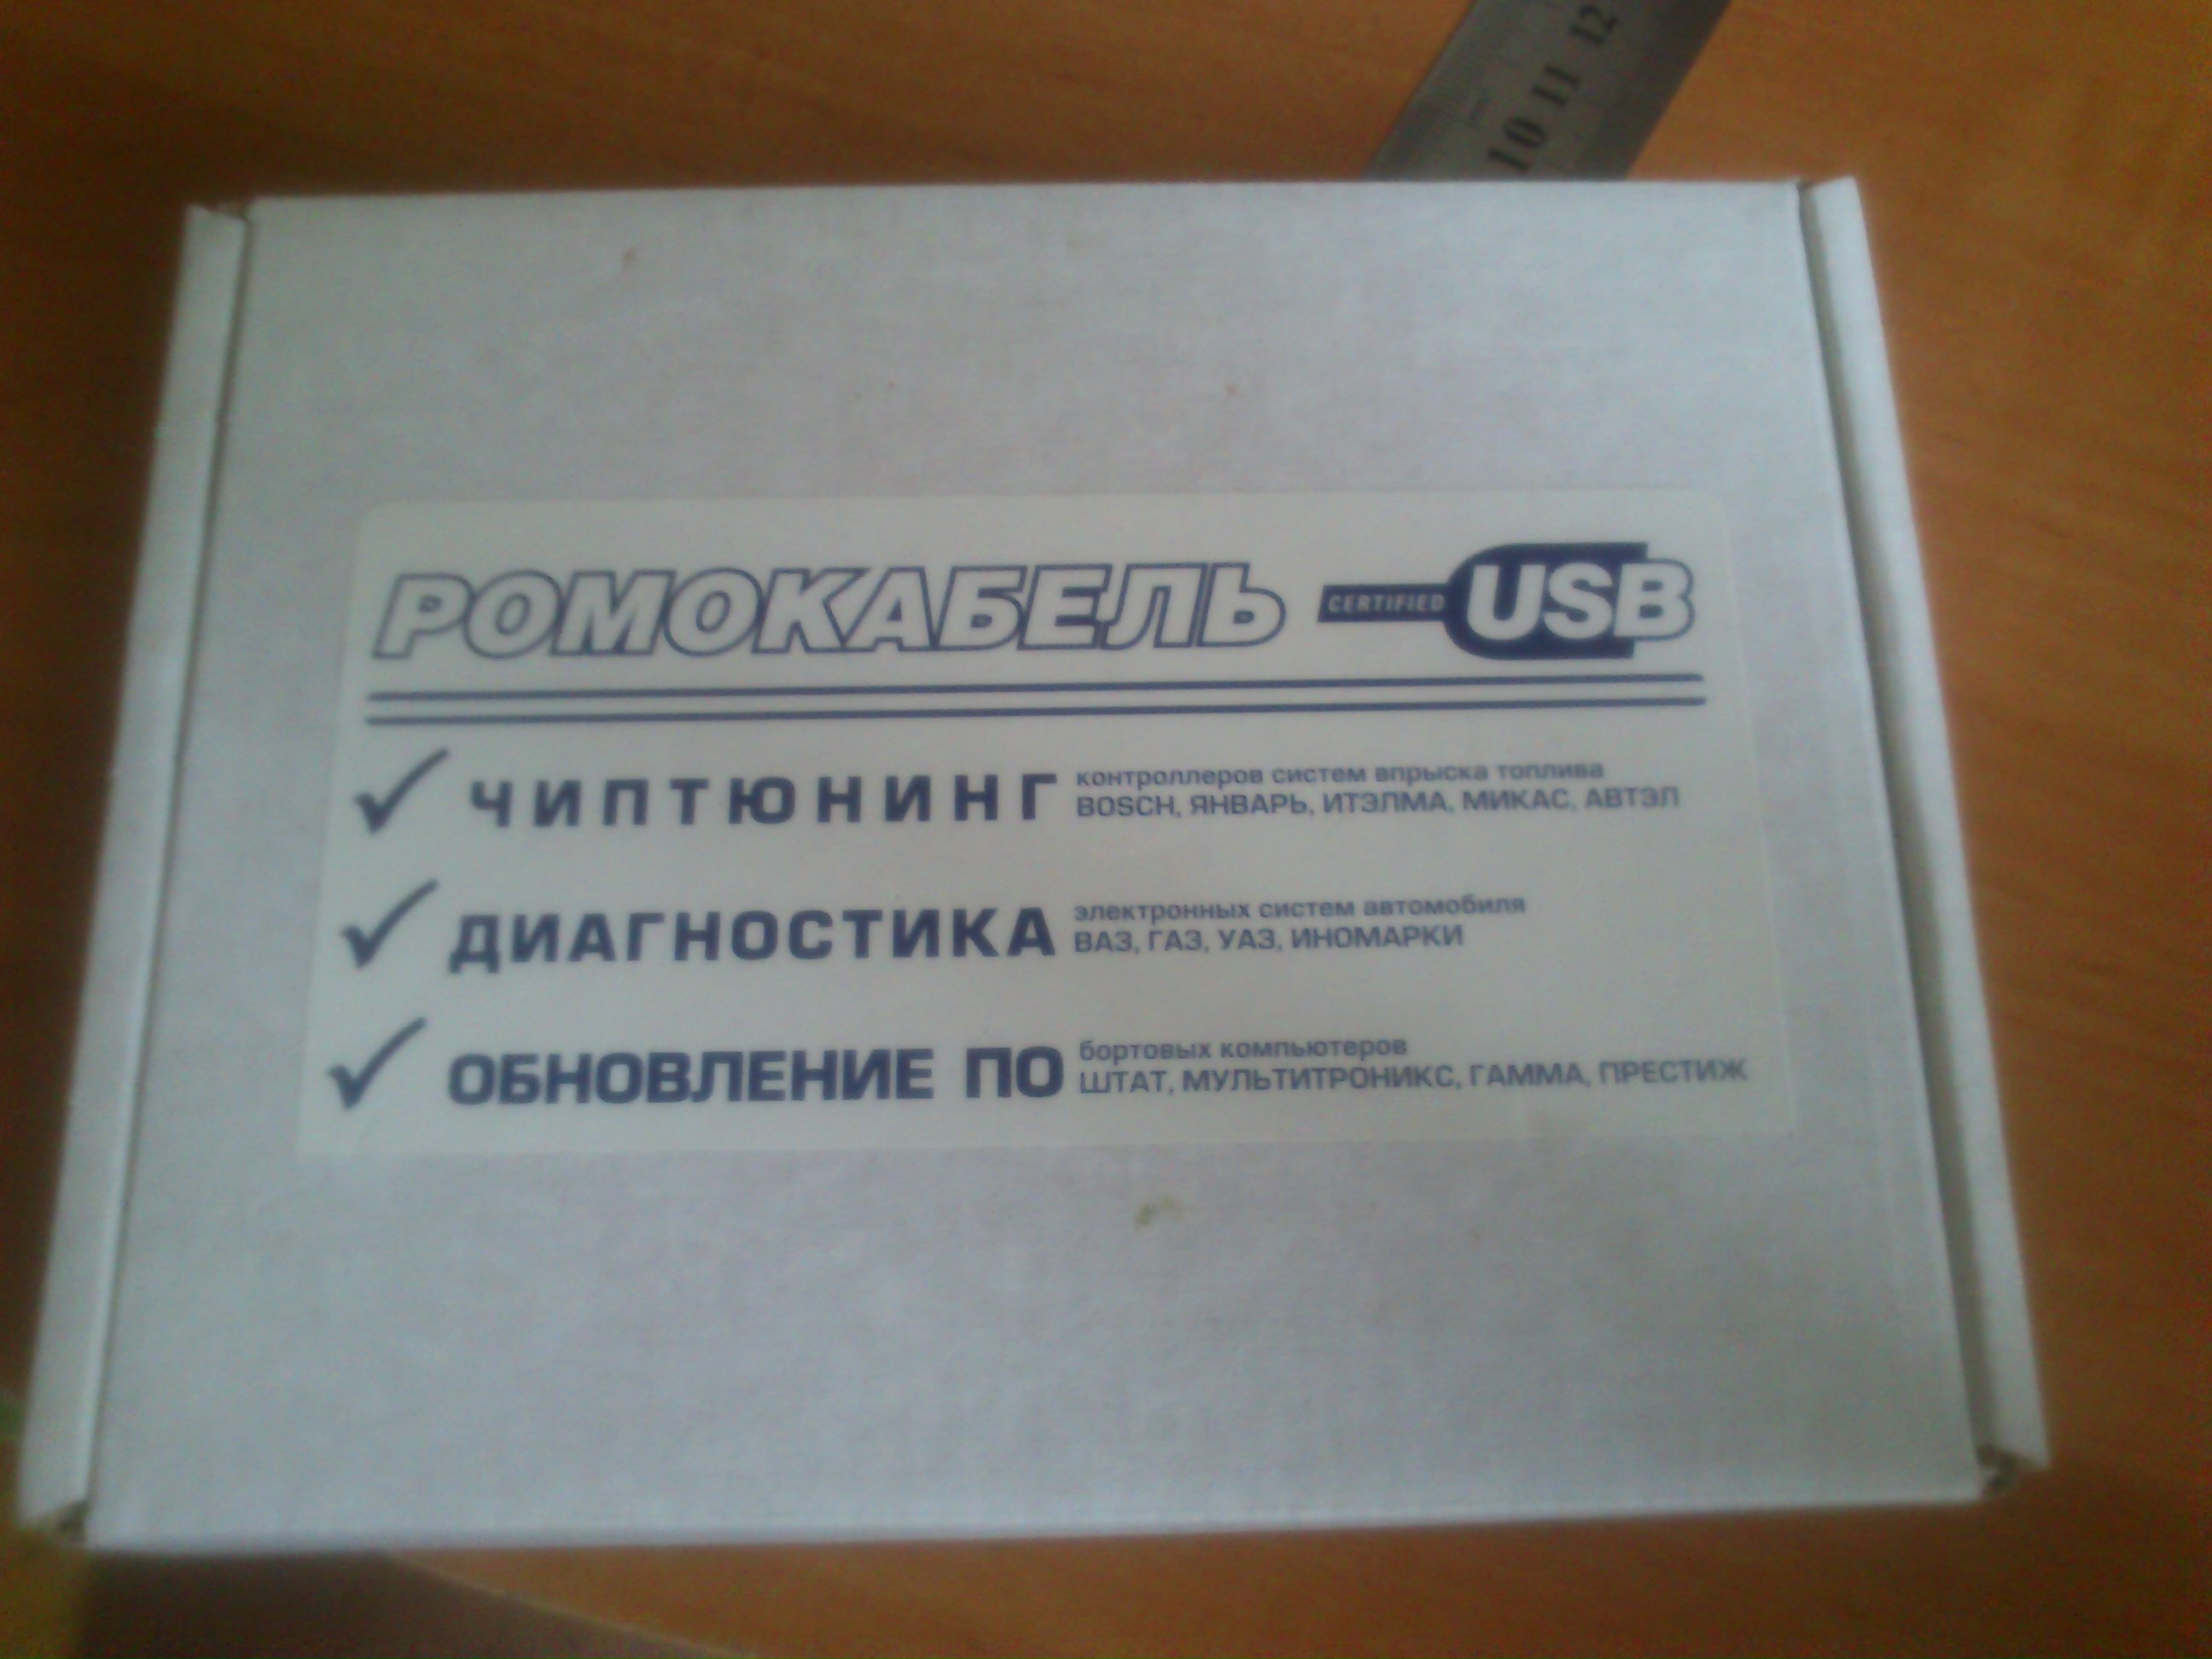 10 11 12
РОМОКАБЕЛЬ CERTIFIED USB
ЧИПТЮНИНГ контроллеров систем впрыска топлива
BOSCH, ЯНВАРЬ, ИТЭЛМА, МИКАС, АВТЭЛ
ДИАГНОСТИКА электронных систем автомобиля
ВАЗ, ГАЗ, УАЗ, ИНОМАРКИ
ОБНОВЛЕНИЕ ПО бортовых компьютеров
ШТАТ, МУЛЬТИТРОНИКС, ГАММА, ПРЕСТИЖ